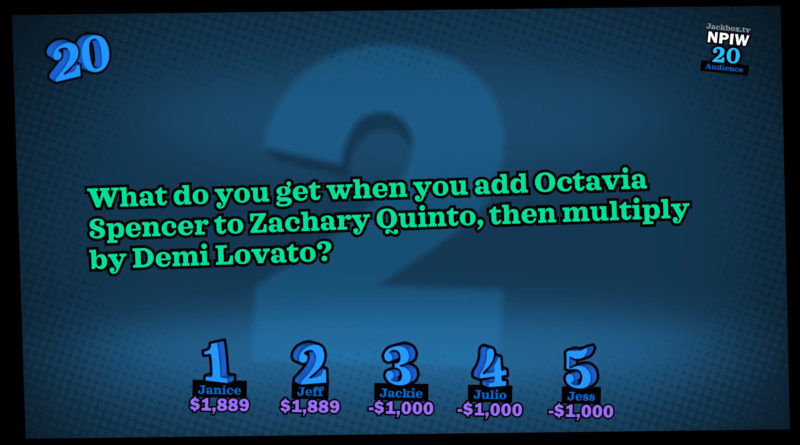 20
Jackbox.tv
NPIW
20
Audience
2
What do you get when you add Octavia
Spencer to Zachary Quinto, then multiply
by Demi Lovato?
1 2 3 4 5
Janice Jeff Jackie Julio Jess
$1,889 $1,889 -$1,000 -$1,000 -$1,000